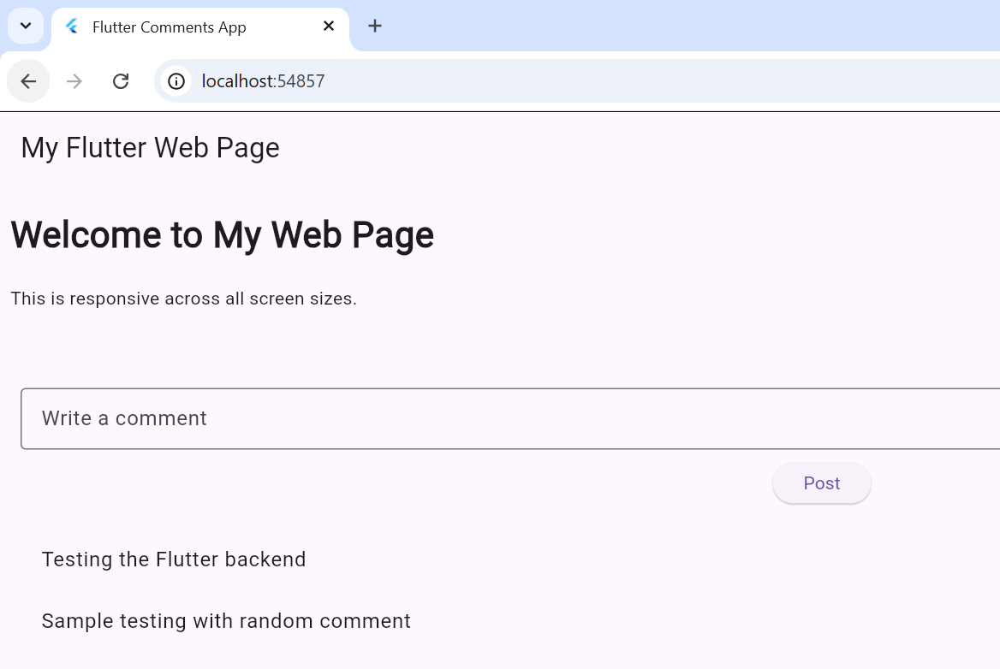 Flutter Comments App
localhost:54857
My Flutter Web Page
Welcome to My Web Page
This is responsive across all screen sizes.
Write a comment
Post
Testing the Flutter backend
Sample testing with random comment